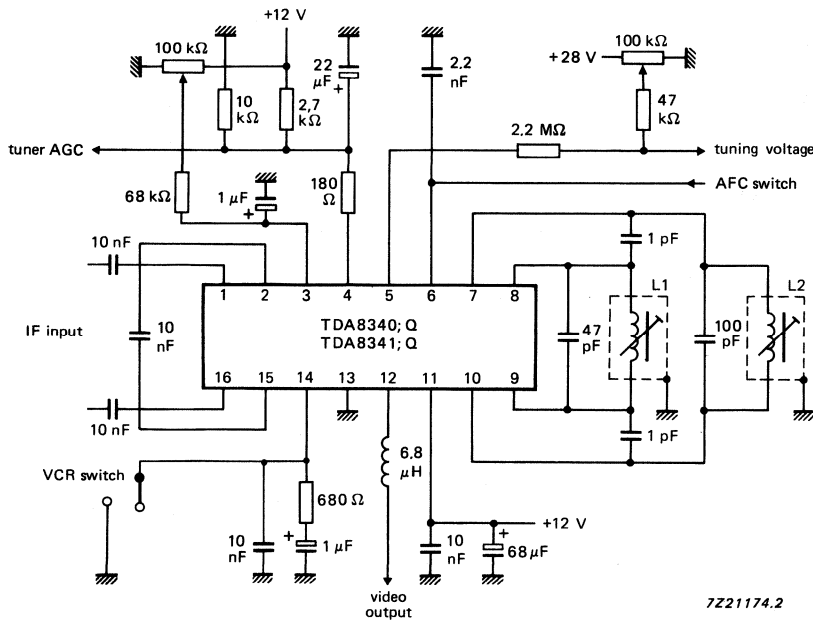 +12 V
100 kΩ
10
kΩ
2,7
kΩ
22
μF
+
2,2
nF
+28 V
100 kΩ
47
kΩ
2,2 MΩ
tuner AGC
tuning voltage
AFC switch
68 kΩ
1 μF
+
180
Ω
10 nF
1 pF
1
2
3
4
5
6
7
8
L1
L2
IF input
10
nF
TDA8340; Q
TDA8341; Q
47
pF
100
pF
16
15
14
13
12
11
10
9
10 nF
1 pF
VCR switch
680 Ω
6,8
μH
10
nF
+
1 μF
+12 V
10
nF
+
68 μF
video
output
7Z21174.2